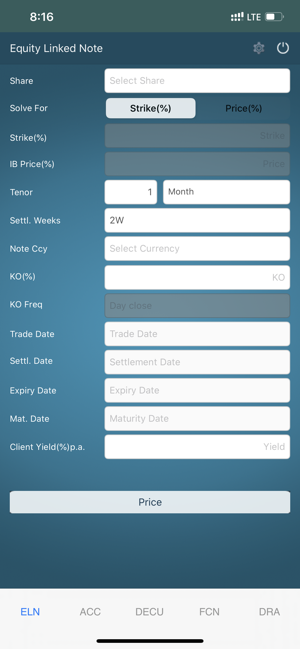 8:16 LTE
Equity Linked Note
Share Select Share
Solve For Strike(%) Price(%)
Strike(%) Strike
IB Price(%) Price
Tenor 1 Month
Settl. Weeks 2W
Note Ccy Select Currency
KO(%) KO
KO Freq Day close
Trade Date Trade Date
Settl. Date Settlement Date
Expiry Date Expiry Date
Mat. Date Maturity Date
Client Yield(%)p.a. Yield
Price
ELN ACC DECU FCN DRA